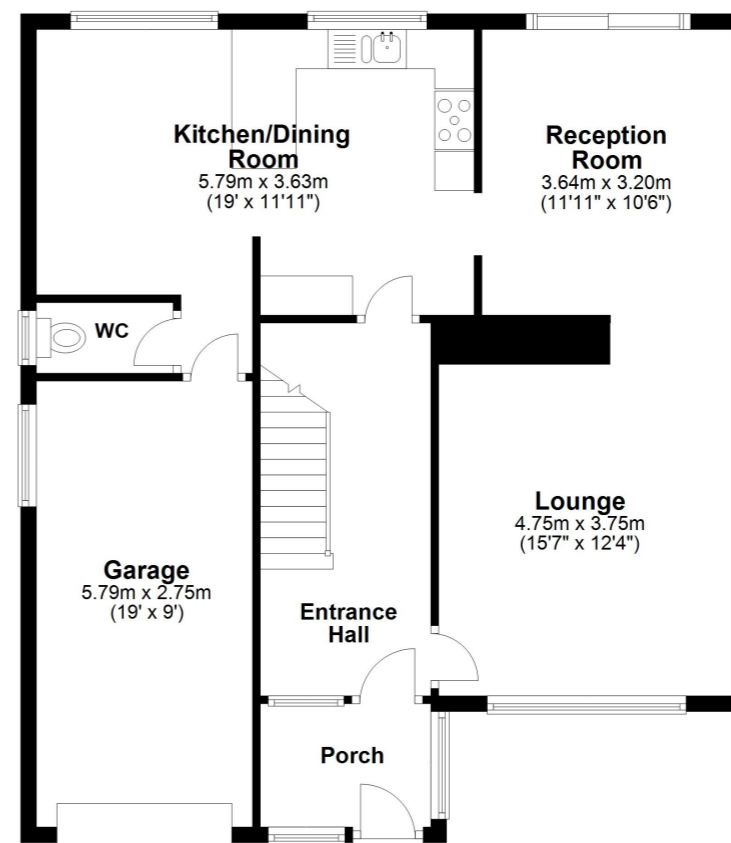 Kitchen/Dining
Room
5.79m x 3.63m
(19' x 11'11")
Reception
Room
3.64m x 3.20m
(11'11" x 10'6")
WC
Lounge
4.75m x 3.75m
(15'7" x 12'4")
Garage
5.79m x 2.75m
(19' x 9')
Entrance
Hall
Porch